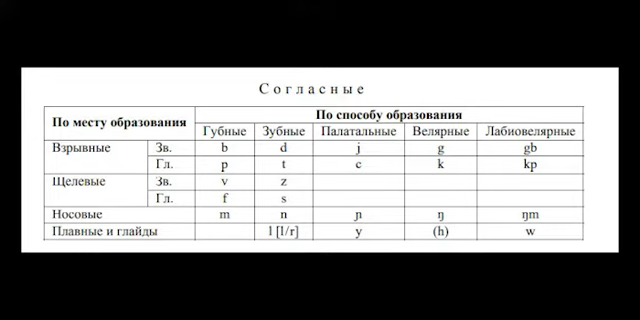 Согласные
По месту образования По способу образования
Губные Зубные Палатальные Велярные Лабиовелярные
Взрывные Зв. b d j g gb
Гл. p t c k kp
Щелевые Зв. v z
Гл. f s
Носовые m n ɲ ŋ ŋm
Плавные и глайды l [l/r] y (h) w